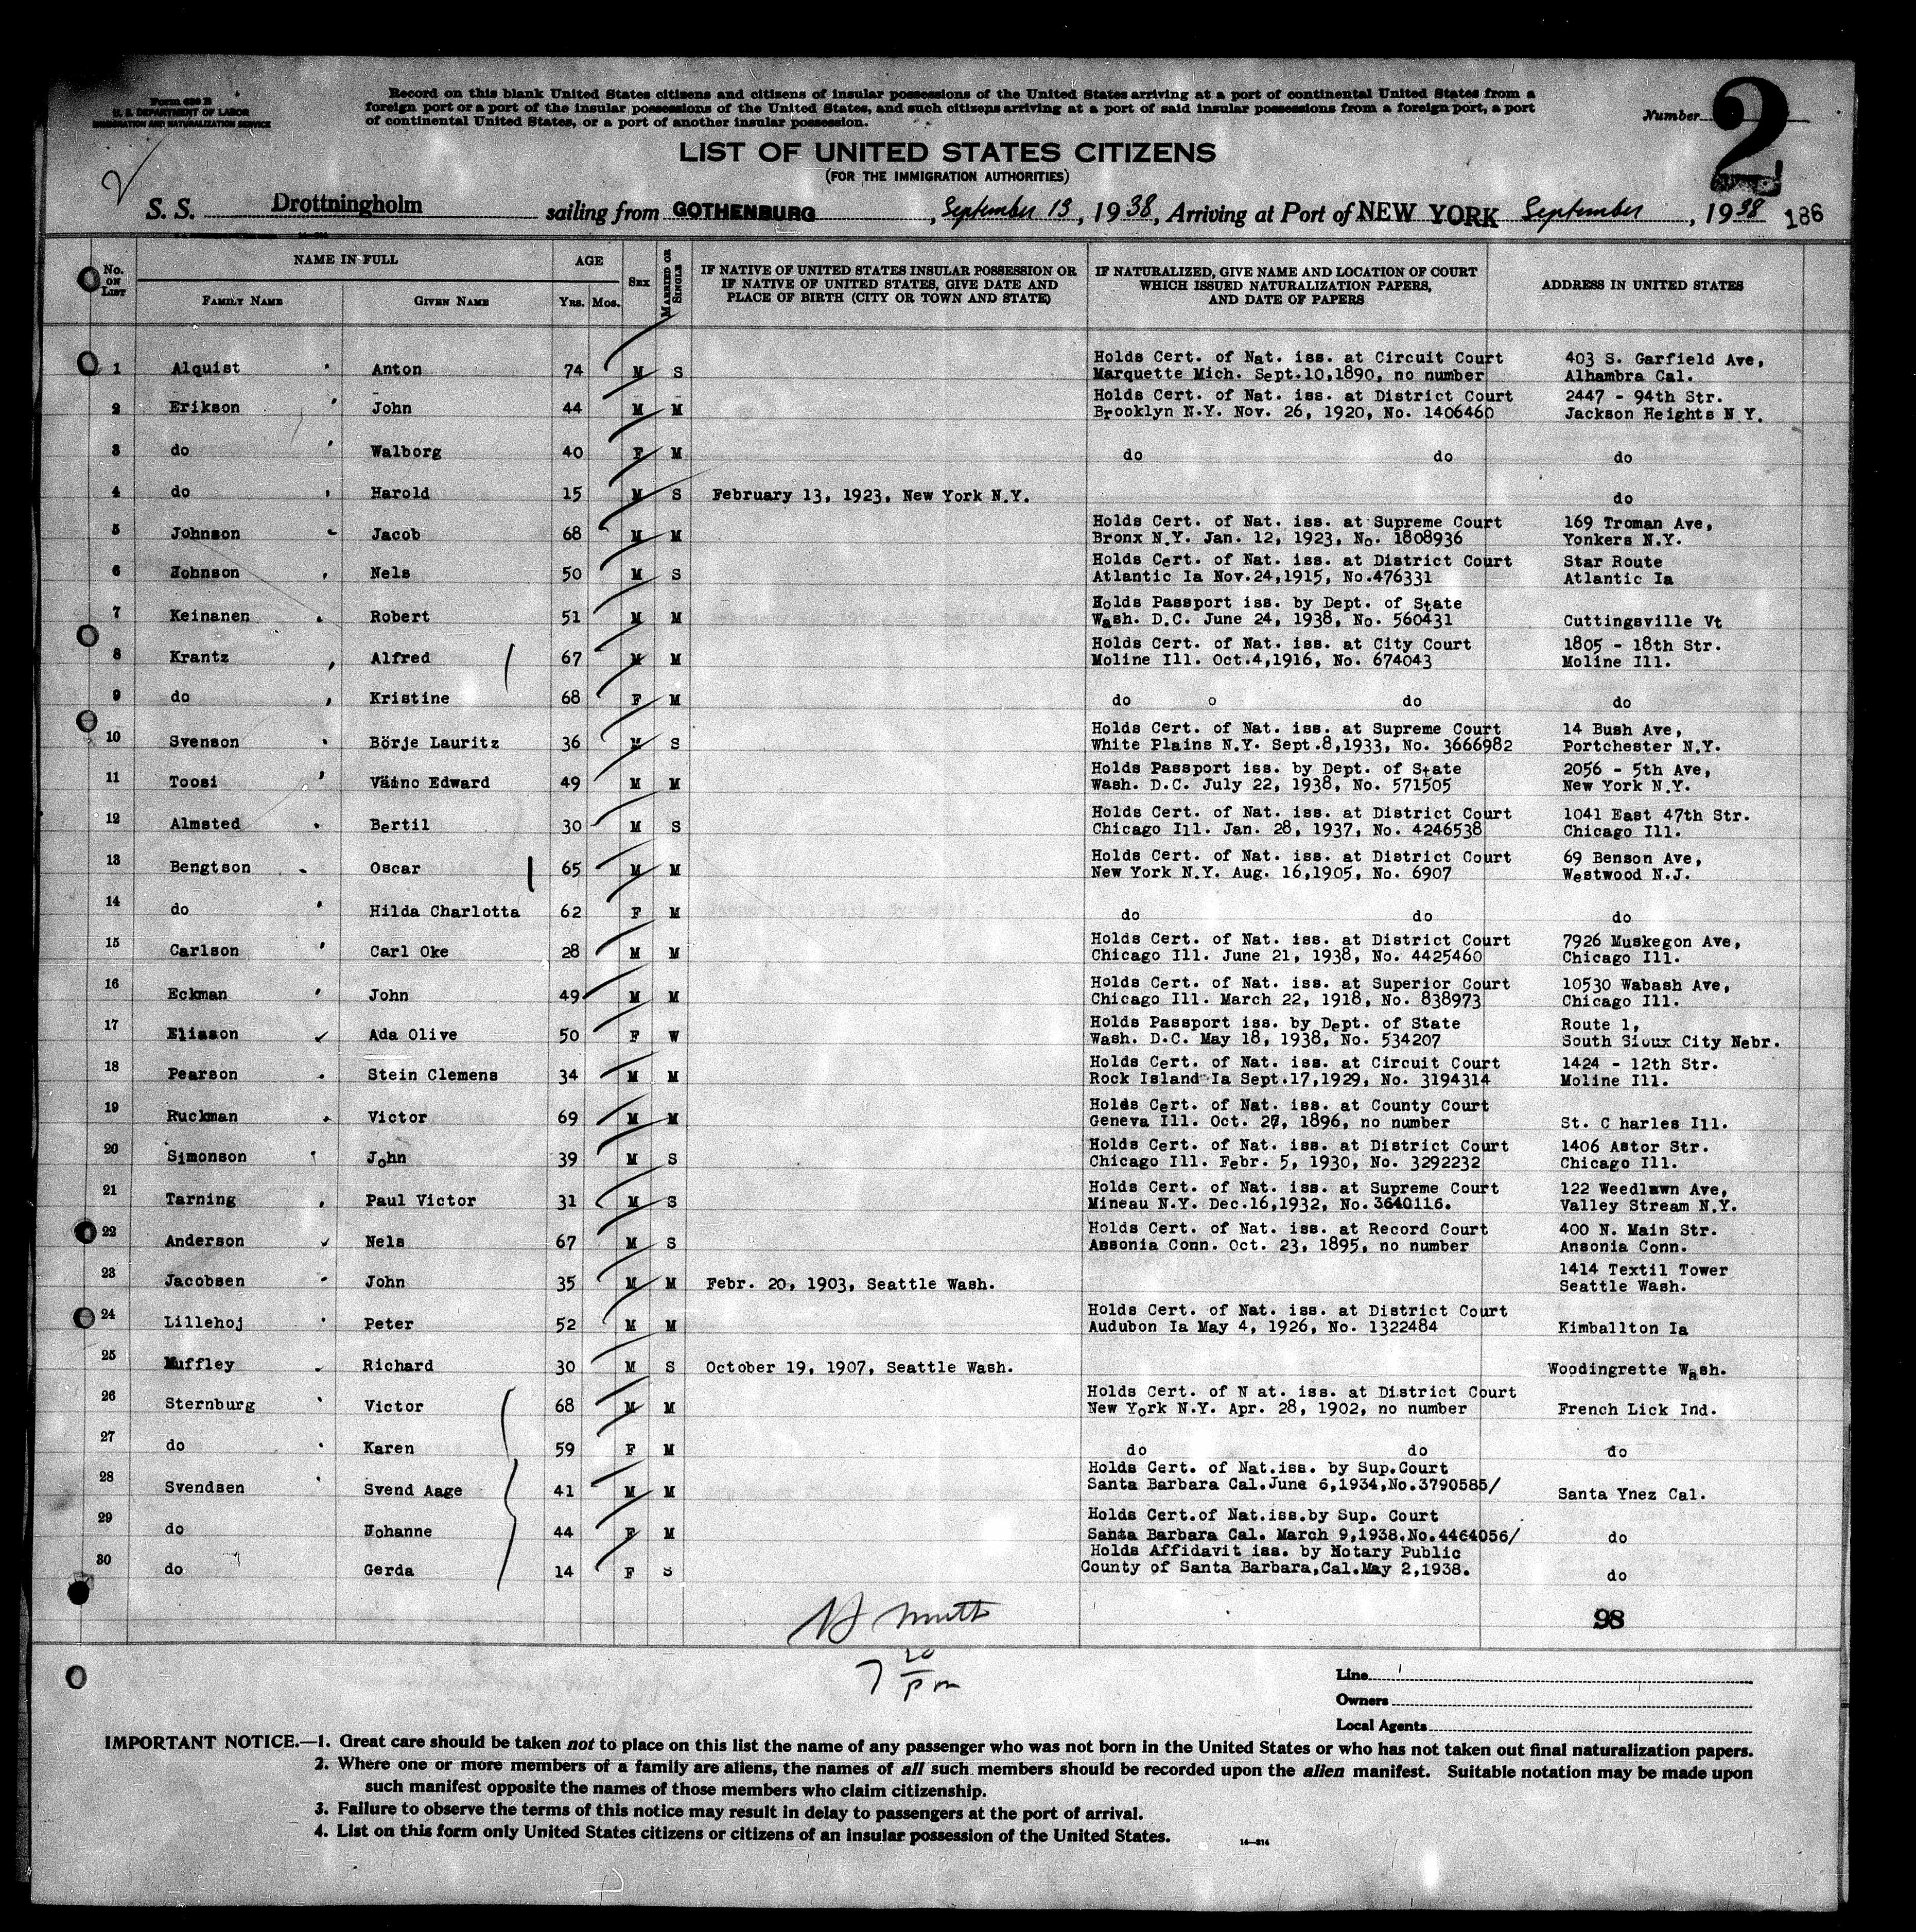 Form 630 B
U. S. DEPARTMENT OF LABOR
IMMIGRATION AND NATURALIZATION SERVICE
Record on this blank United States citizens and citizens of insular possessions of the United States arriving at a port of continental United States from a
foreign port or a port of the insular possessions of the United States, and such citizens arriving at a port of said insular possessions from a foreign port, a port
of continental United States, or a port of another insular possession.
Number 2
LIST OF UNITED STATES CITIZENS
(FOR THE IMMIGRATION AUTHORITIES)
S. S. Drottningholm sailing from GOTHENBURG, September 13, 1938, Arriving at Port of NEW YORK September, 1938 186
No. ON LIST NAME IN FULL AGE SEX MARRIED OR SINGLE IF NATIVE OF UNITED STATES INSULAR POSSESSION OR IF NATIVE OF UNITED STATES, GIVE DATE AND PLACE OF BIRTH (CITY OR TOWN AND STATE) IF NATURALIZED, GIVE NAME AND LOCATION OF COURT WHICH ISSUED NATURALIZATION PAPERS, AND DATE OF PAPERS ADDRESS IN UNITED STATES
FAMILY NAME GIVEN NAME YRS. MOS.
Holds Cert. of Nat. iss. at Circuit Court 403 S. Garfield Ave,
1 Alquist Anton 74 M S Marquette Mich. Sept.10,1890, no number Alhambra Cal.
Holds Cert. of Nat. iss. at District Court 2447 - 94th Str.
2 Erikson John 44 M M Brooklyn N.Y. Nov. 26, 1920, No. 1406460 Jackson Heights N.Y.
3 do Walborg 40 F M do do do
4 do Harold 15 M S February 13, 1923, New York N.Y. do
Holds Cert. of Nat. iss. at Supreme Court 169 Troman Ave,
5 Johnson Jacob 68 M M Bronx N.Y. Jan. 12, 1923, No. 1808936 Yonkers N.Y.
Holds Cert. of Nat. iss. at District Court Star Route
6 Johnson Nels 50 M S Atlantic Ia Nov.24,1915, No.476331 Atlantic Ia
Holds Passport iss. by Dept. of State
7 Keinanen Robert 51 M M Wash. D.C. June 24, 1938, No. 560431 Cuttingsville Vt
Holds Cert. of Nat. iss. at City Court 1805 - 18th Str.
8 Krantz Alfred 67 M M Moline Ill. Oct.4,1916, No. 674043 Moline Ill.
9 do Kristine 68 F M do o do do
Holds Cert. of Nat. iss. at Supreme Court 14 Bush Ave,
10 Svenson Börje Lauritz 36 M S White Plains N.Y. Sept.8,1933, No. 3666982 Portchester N.Y.
Holds Passport iss. by Dept. of State 2056 - 5th Ave,
11 Toosi Väino Edward 49 M M Wash. D.C. July 22, 1938, No. 571505 New York N.Y.
Holds Cert. of Nat. iss. at District Court 1041 East 47th Str.
12 Almsted Bertil 30 M S Chicago Ill. Jan. 28, 1937, No. 4246538 Chicago Ill.
Holds Cert. of Nat. iss. at District Court 69 Benson Ave,
13 Bengtson Oscar 65 M M New York N.Y. Aug. 16,1905, No. 6907 Westwood N.J.
14 do Hilda Charlotta 62 F M do do do
Holds Cert. of Nat. iss. at District Court 7926 Muskegon Ave,
15 Carlson Carl Oke 28 M M Chicago Ill. June 21, 1938, No. 4425460 Chicago Ill.
Holds Cert. of Nat. iss. at Superior Court 10530 Wabash Ave,
16 Eckman John 49 M M Chicago Ill. March 22, 1918, No. 838973 Chicago Ill.
Holds Passport iss. by Dept. of State Route 1,
17 Eliason Ada Olive 50 F W Wash. D.C. May 18, 1938, No. 534207 South Sioux City Nebr.
Holds Cert. of Nat. iss. at Circuit Court 1424 - 12th Str.
18 Pearson Stein Clemens 34 M M Rock Island Ia Sept.17,1929, No. 3194314 Moline Ill.
Holds Cert. of Nat. iss. at County Court
19 Ruckman Victor 69 M M Geneva Ill. Oct. 27, 1896, no number St. C harles Ill.
Holds Cert. of Nat. iss. at District Court 1406 Astor Str.
20 Simonson John 39 M S Chicago Ill. Febr. 5, 1930, No. 3292232 Chicago Ill.
Holds Cert. of Nat. iss. at Supreme Court 122 Weedlawn Ave,
21 Tarning Paul Victor 31 M S Mineau N.Y. Dec.16,1932, No.3640116. Valley Stream N.Y.
Holds Cert. of Nat. iss. at Record Court 400 N. Main Str.
22 Anderson Nels 67 M S Ansonia Conn. Oct. 23, 1895, no number Ansonia Conn.
1414 Textil Tower
23 Jacobsen John 35 M M Febr. 20, 1903, Seattle Wash. Seattle Wash.
Holds Cert. of Nat. iss. at District Court
24 Lillehoj Peter 52 M M Audubon Ia May 4, 1926, No. 1322484 Kimballton Ia
25 Muffley Richard 30 M S October 19, 1907, Seattle Wash. Woodingrette Wash.
Holds Cert. of N at. iss. at District Court
26 Sternburg Victor 68 M M New York N.Y. Apr. 28, 1902, no number French Lick Ind.
27 do Karen 59 F M do do do
Holds Cert. of Nat.iss. by Sup.Court
28 Svendsen Svend Aage 41 M M Santa Barbara Cal.June 6,1934,No.3790585/ Santa Ynez Cal.
Holds Cert.of Nat.iss.by Sup. Court
29 do Johanne 44 F M Santa Barbara Cal. March 9,1938.No.4464056/ do
Holds Affidavit iss. by Notary Public
30 do Gerda 14 F S County of Santa Barbara,Cal.May 2,1938. do
98
7 20 pm
Line
Owners
Local Agents
IMPORTANT NOTICE.—1. Great care should be taken not to place on this list the name of any passenger who was not born in the United States or who has not taken out final naturalization papers.
2. Where one or more members of a family are aliens, the names of all such members should be recorded upon the alien manifest. Suitable notation may be made upon
such manifest opposite the names of those members who claim citizenship.
3. Failure to observe the terms of this notice may result in delay to passengers at the port of arrival.
4. List on this form only United States citizens or citizens of an insular possession of the United States.
14—214